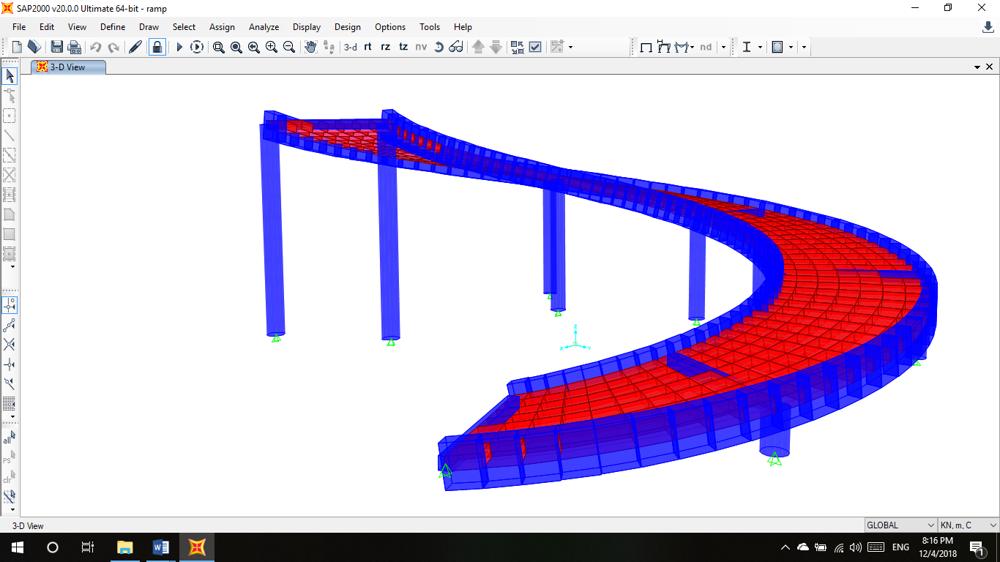 SAP2000 v20.0.0 Ultimate 64-bit - ramp
File Edit View Define Draw Select Assign Analyze Display Design Options Tools Help
3-d rt rz tz nv nd
3-D View
all
PS
clr
Z
X Y
3-D View GLOBAL KN, m, C
W ENG 8:16 PM
12/4/2018
1